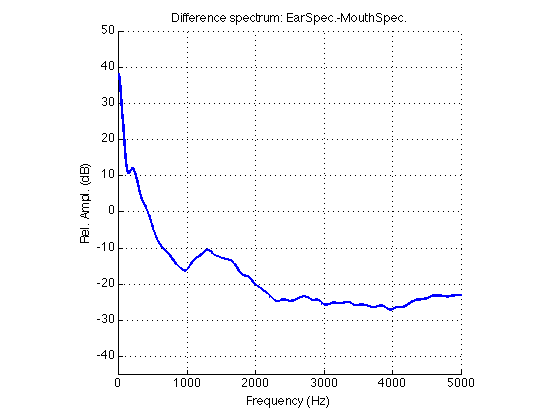 Difference spectrum: EarSpec.-MouthSpec.
50
40
30
20
10
0
-10
-20
-30
-40
Rel. Ampl. (dB)
0 1000 2000 3000 4000 5000
Frequency (Hz)